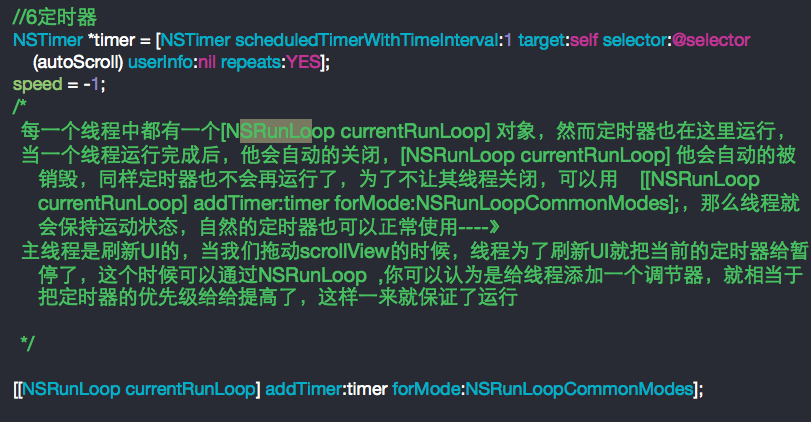 //6定时器
NSTimer *timer = [NSTimer scheduledTimerWithTimeInterval:1 target:self selector:@selector
(autoScroll) userInfo:nil repeats:YES];
speed = -1;
/*
每一个线程中都有一个[NSRunLoop currentRunLoop] 对象，然而定时器也在这里运行，
当一个线程运行完成后，他会自动的关闭，[NSRunLoop currentRunLoop] 他会自动的被
销毁，同样定时器也不会再运行了，为了不让其线程关闭，可以用 [[NSRunLoop
currentRunLoop] addTimer:timer forMode:NSRunLoopCommonModes];，那么线程就
会保持运动状态，自然的定时器也可以正常使用----》
主线程是刷新UI的，当我们拖动scrollView的时候，线程为了刷新UI就把当前的定时器给暂
停了，这个时候可以通过NSRunLoop ,你可以认为是给线程添加一个调节器，就相当于
把定时器的优先级给给提高了，这样一来就保证了运行
*/
[[NSRunLoop currentRunLoop] addTimer:timer forMode:NSRunLoopCommonModes];